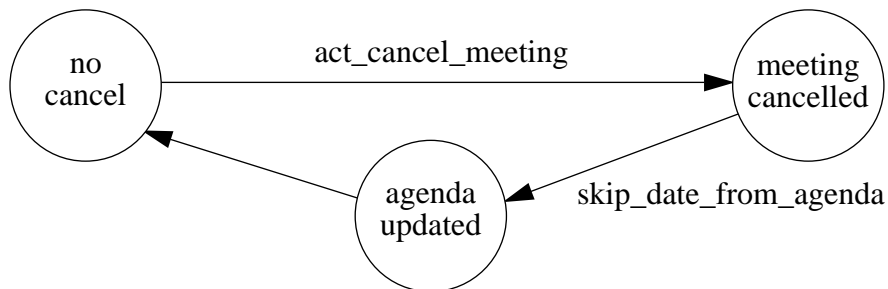 no
cancel
act_cancel_meeting
meeting
cancelled
agenda
updated
skip_date_from_agenda